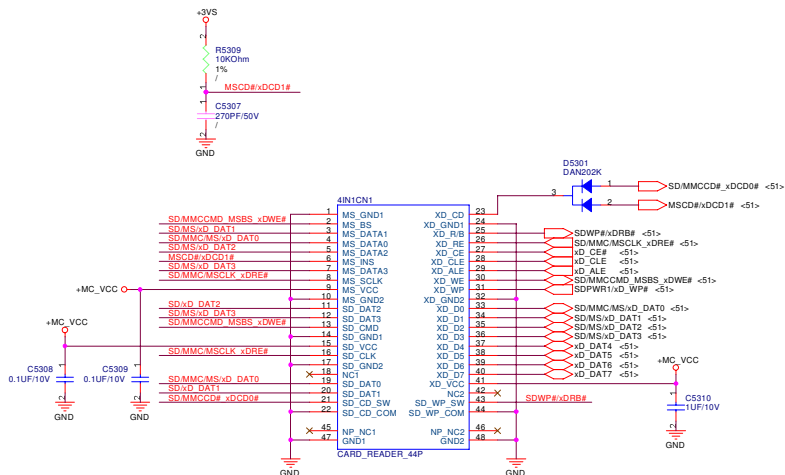 +3VS
2
R5309
10KOhm
1%
/
1
MSCD#/xDCD1#
1
C5307
270PF/50V
/
2
GND
D5301
DAN202K
3
1
SD/MMCCD#_xDCD0# <51>
2
MSCD#/xDCD1# <51>
4IN1CN1
1 MS_GND1 XD_CD 23
SD/MMCCMD_MSBS_xDWE# 2 MS_BS XD_GND1 24
SD/MS/xD_DAT1 3 MS_DATA1 XD_R/B 25 SDWP#/xDRB# <51>
SD/MMC/MS/xD_DAT0 4 MS_DATA0 XD_RE 26 SD/MMC/MSCLK_xDRE# <51>
SD/MS/xD_DAT2 5 MS_DATA2 XD_CE 27 xD_CE# <51>
MSCD#/xDCD1# 6 MS_INS XD_CLE 28 xD_CLE <51>
SD/MS/xD_DAT3 7 MS_DATA3 XD_ALE 29 xD_ALE <51>
SD/MMC/MSCLK_xDRE# 8 MS_SCLK XD_WE 30 SD/MMCCMD_MSBS_xDWE# <51>
+MC_VCC 9 MS_VCC XD_WP 31 SDPWR1/xD_WP# <51>
10 MS_GND2 XD_GND2 32
SD/xD_DAT2 11 SD_DAT2 XD_D0 33 SD/MMC/MS/xD_DAT0 <51>
SD/MS/xD_DAT3 12 SD_DAT3 XD_D1 34 SD/MS/xD_DAT1 <51>
SD/MMCCMD_MSBS_xDWE# 13 SD_CMD XD_D2 35 SD/MS/xD_DAT2 <51>
14 SD_GND1 XD_D3 36 SD/MS/xD_DAT3 <51>
+MC_VCC 15 SD_VCC XD_D4 37 xD_DAT4 <51>
SD/MMC/MSCLK_xDRE# 16 SD_CLK XD_D5 38 xD_DAT5 <51>
17 SD_GND2 XD_D6 39 xD_DAT6 <51>
18 NC1 XD_D7 40 xD_DAT7 <51>
SD/MMC/MS/xD_DAT0 19 SD_DAT0 XD_VCC 41 +MC_VCC
SD/xD_DAT1 20 SD_DAT1 NC2 42
SD/MMCCD#_xDCD0# 21 SD_CD_SW SD_WP_SW 43 SDWP#/xDRB#
22 SD_CD_COM SD_WP_COM 44
45 NP_NC1 NP_NC2 46
47 GND1 GND2 48
CARD_READER_44P
1
C5308
0.1UF/10V
2
GND
1
C5309
0.1UF/10V
2
GND
1
C5310
1UF/10V
2
GND
GND
GND